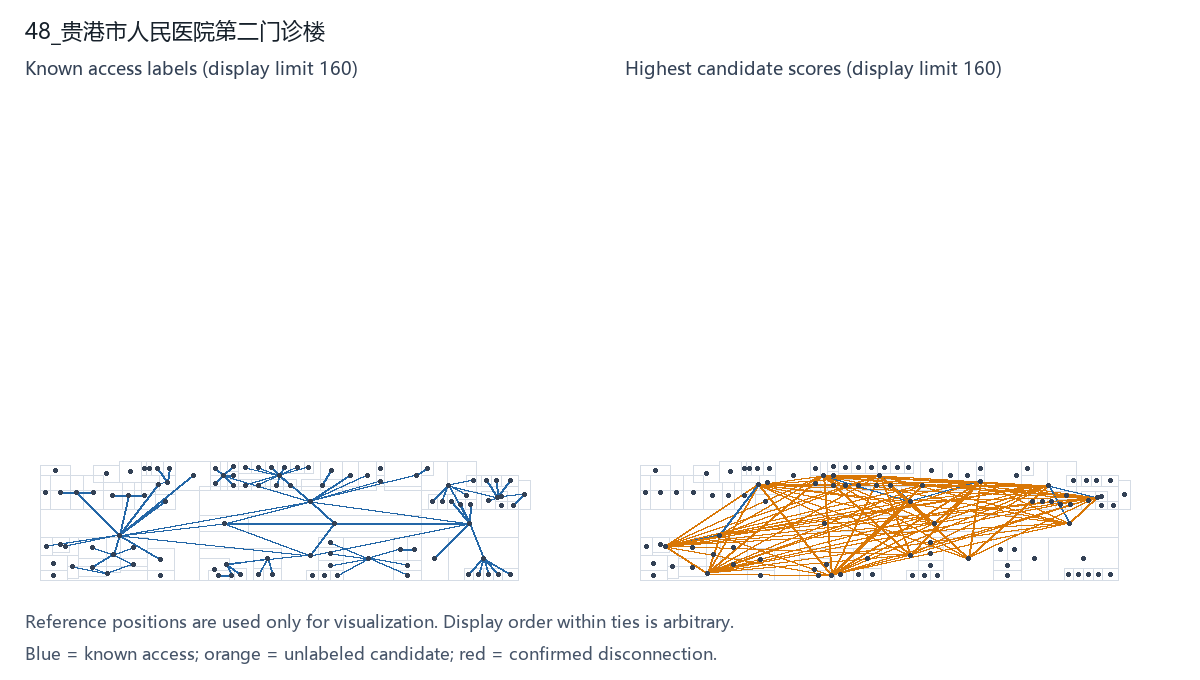 48_贵港市人民医院第二门诊楼
Known access labels (display limit 160)
Highest candidate scores (display limit 160)
Reference positions are used only for visualization. Display order within ties is arbitrary.
Blue = known access; orange = unlabeled candidate; red = confirmed disconnection.